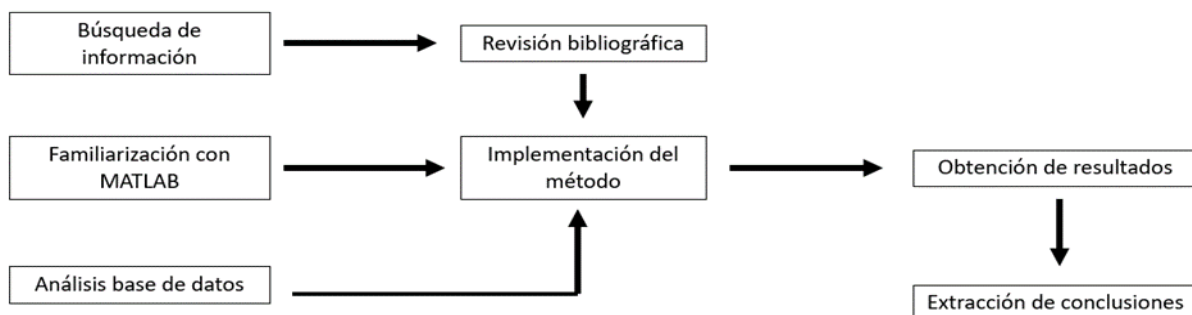 Búsqueda de
información
Revisión bibliográfica
Familiarización con
MATLAB
Implementación del
método
Obtención de resultados
Análisis base de datos
Extracción de conclusiones